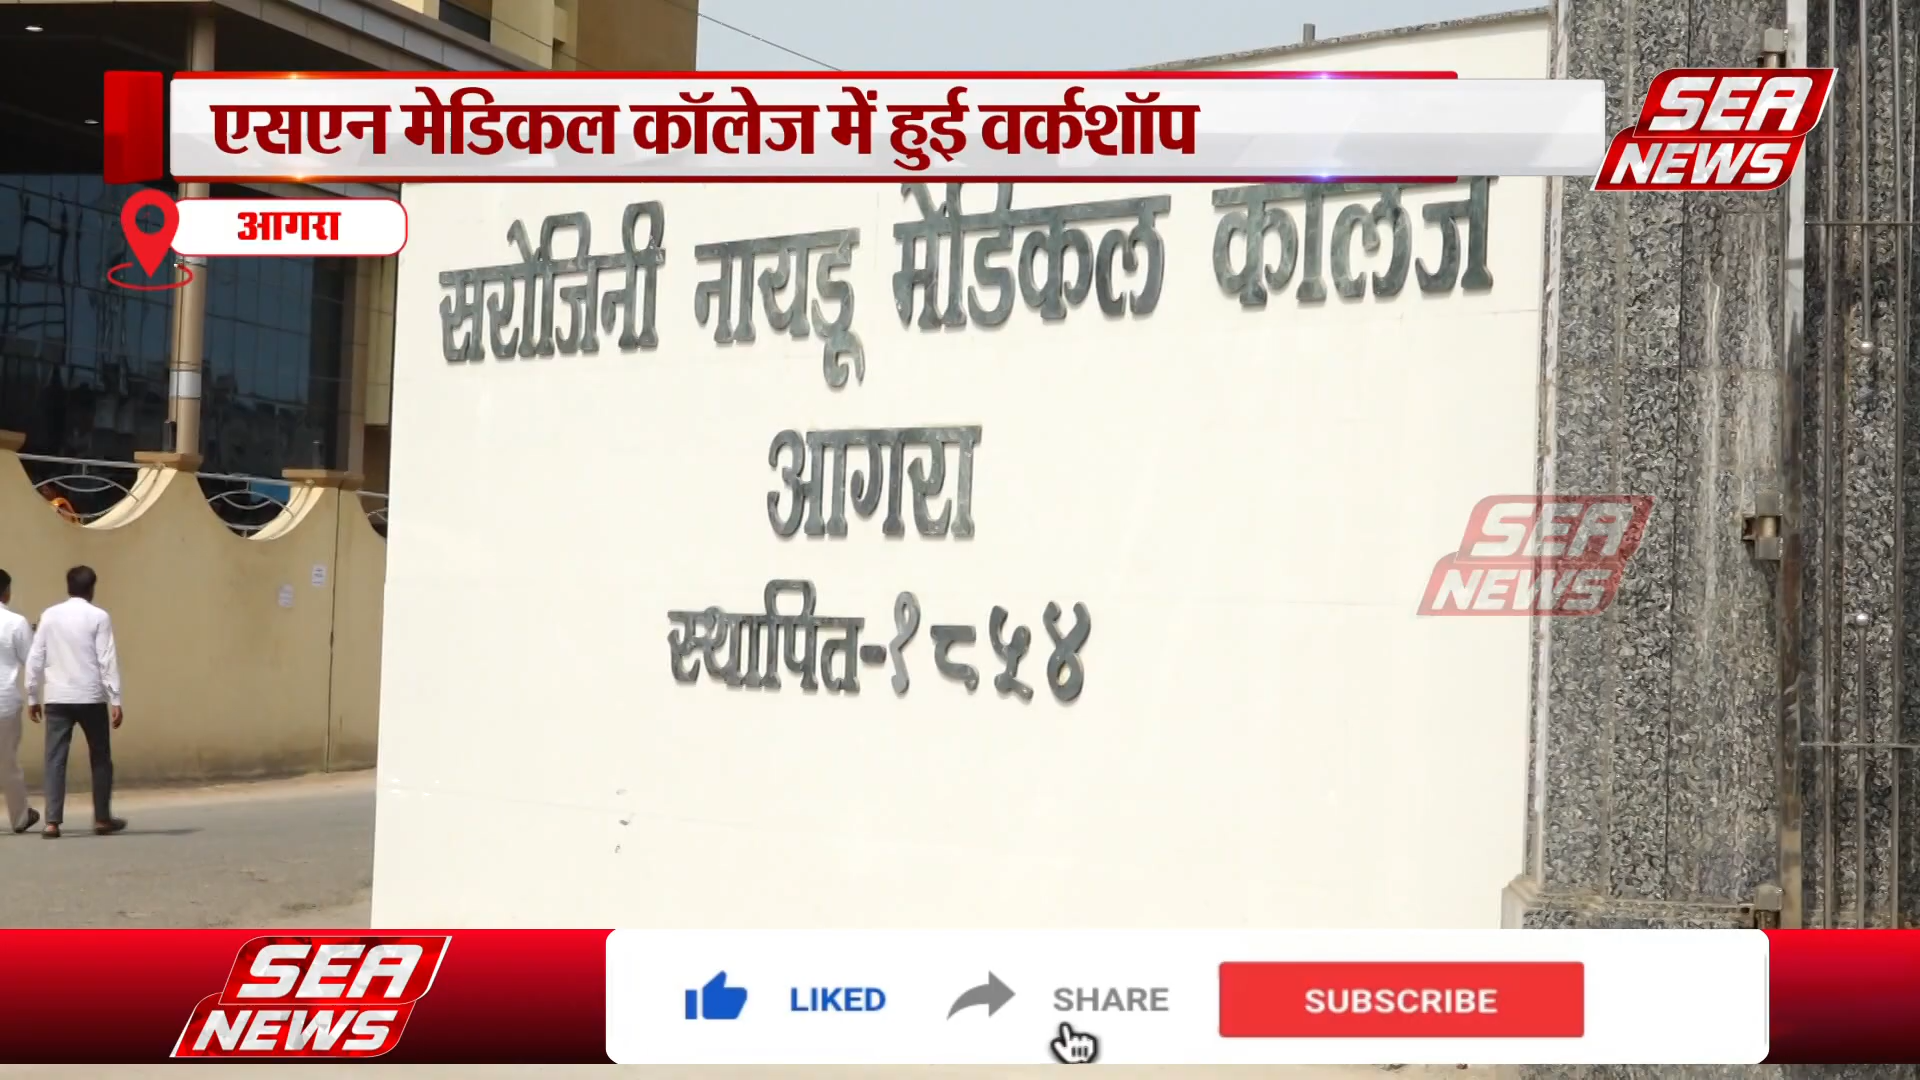 एसएन मेडिकल कॉलेज में हुई वर्कशॉप
SEA
NEWS
आगरा
सरोजिनी नायडू मेडिकल कॉलेज
आगरा
स्थापित-१८५४
SEA
NEWS
SEA
NEWS
LIKED
SHARE
SUBSCRIBE